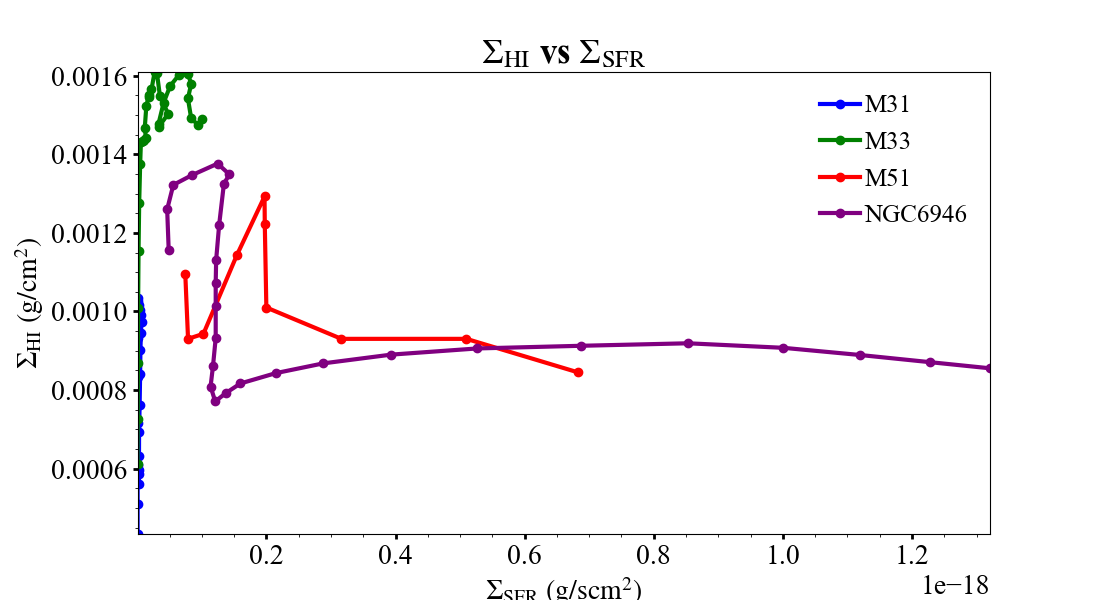 Σ_HI vs Σ_SFR
0.0016
0.0014
0.0012
0.0010
0.0008
0.0006
Σ_HI (g/cm²)
M31
M33
M51
NGC6946
0.2 0.4 0.6 0.8 1.0 1.2
1e−18
Σ_SFR (g/scm²)